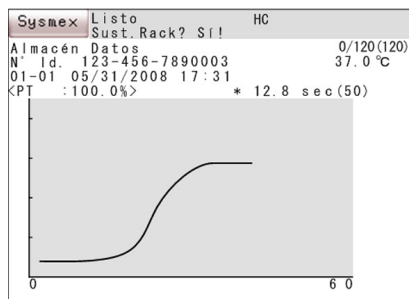 Sysmex Listo HC
Sust.Rack? Sí!
Almacén Datos 0/120(120)
N° Id. 123-456-7890003 37.0℃
01-01 05/31/2008 17:31
<PT :100.0%> * 12.8 sec(50)
0 60